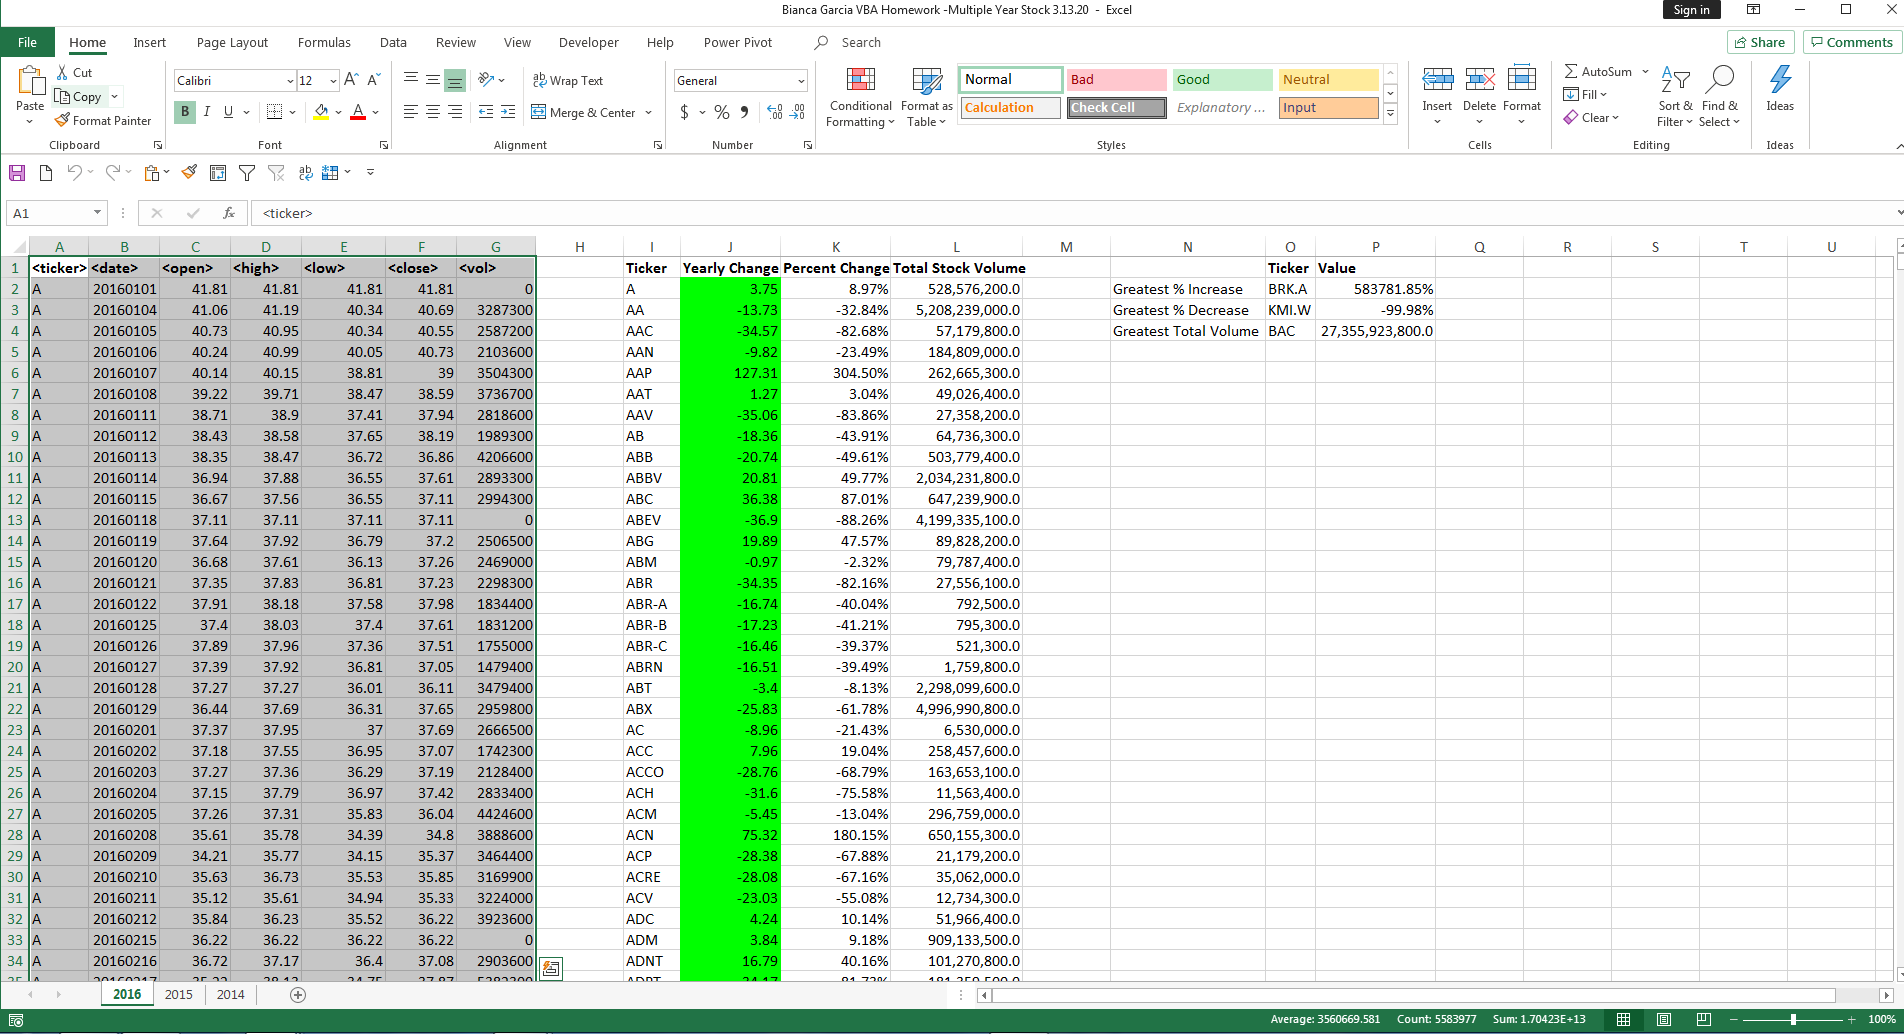 Bianca Garcia VBA Homework -Multiple Year Stock 3.13.20 - Excel
Sign in
File Home Insert Page Layout Formulas Data Review View Developer Help Power Pivot Search Share Comments
Paste Cut Copy Format Painter
Clipboard
Calibri 12
B I U
Font
Wrap Text
Merge & Center
Alignment
General
$ % ,
Number
Conditional Formatting
Format as Table
Normal Bad Good Neutral
Calculation Check Cell Explanatory ... Input
Styles
Insert Delete Format
Cells
AutoSum
Fill
Clear
Sort & Filter
Find & Select
Editing
Ideas
Ideas
A1 fx <ticker>
A B C D E F G H I J K L M N O P Q R S T U
1 <ticker> <date> <open> <high> <low> <close> <vol> Ticker Yearly Change Percent Change Total Stock Volume Ticker Value
2 A 20160101 41.81 41.81 41.81 41.81 0 A 3.75 8.97% 528,576,200.0 Greatest % Increase BRK.A 583781.85%
3 A 20160104 41.06 41.19 40.34 40.69 3287300 AA -13.73 -32.84% 5,208,239,000.0 Greatest % Decrease KMI.W -99.98%
4 A 20160105 40.73 40.95 40.34 40.55 2587200 AAC -34.57 -82.68% 57,179,800.0 Greatest Total Volume BAC 27,355,923,800.0
5 A 20160106 40.24 40.99 40.05 40.73 2103600 AAN -9.82 -23.49% 184,809,000.0
6 A 20160107 40.14 40.15 38.81 39 3504300 AAP 127.31 304.50% 262,665,300.0
7 A 20160108 39.22 39.71 38.47 38.59 3736700 AAT 1.27 3.04% 49,026,400.0
8 A 20160111 38.71 38.9 37.41 37.94 2818600 AAV -35.06 -83.86% 27,358,200.0
9 A 20160112 38.43 38.58 37.65 38.19 1989300 AB -18.36 -43.91% 64,736,300.0
10 A 20160113 38.35 38.47 36.72 36.86 4206600 ABB -20.74 -49.61% 503,779,400.0
11 A 20160114 36.94 37.88 36.55 37.61 2893300 ABBV 20.81 49.77% 2,034,231,800.0
12 A 20160115 36.67 37.56 36.55 37.11 2994300 ABC 36.38 87.01% 647,239,900.0
13 A 20160118 37.11 37.11 37.11 37.11 0 ABEV -36.9 -88.26% 4,199,335,100.0
14 A 20160119 37.64 37.92 36.79 37.2 2506500 ABG 19.89 47.57% 89,828,200.0
15 A 20160120 36.68 37.61 36.13 37.26 2469000 ABM -0.97 -2.32% 79,787,400.0
16 A 20160121 37.35 37.83 36.81 37.23 2298300 ABR -34.35 -82.16% 27,556,100.0
17 A 20160122 37.91 38.18 37.58 37.98 1834400 ABR-A -16.74 -40.04% 792,500.0
18 A 20160125 37.4 38.03 37.4 37.61 1831200 ABR-B -17.23 -41.21% 795,300.0
19 A 20160126 37.89 37.96 37.36 37.51 1755000 ABR-C -16.46 -39.37% 521,300.0
20 A 20160127 37.39 37.92 36.81 37.05 1479400 ABRN -16.51 -39.49% 1,759,800.0
21 A 20160128 37.27 37.27 36.01 36.11 3479400 ABT -3.4 -8.13% 2,298,099,600.0
22 A 20160129 36.44 37.69 36.31 37.65 2959800 ABX -25.83 -61.78% 4,996,990,800.0
23 A 20160201 37.37 37.95 37 37.69 2666500 AC -8.96 -21.43% 6,530,000.0
24 A 20160202 37.18 37.55 36.95 37.07 1742300 ACC 7.96 19.04% 258,457,600.0
25 A 20160203 37.27 37.36 36.29 37.19 2128400 ACCO -28.76 -68.79% 163,653,100.0
26 A 20160204 37.15 37.79 36.97 37.42 2833400 ACH -31.6 -75.58% 11,563,400.0
27 A 20160205 37.26 37.31 35.83 36.04 4424600 ACM -5.45 -13.04% 296,759,000.0
28 A 20160208 35.61 35.78 34.39 34.8 3888600 ACN 75.32 180.15% 650,155,300.0
29 A 20160209 34.21 35.77 34.15 35.37 3464400 ACP -28.38 -67.88% 21,179,200.0
30 A 20160210 35.63 36.73 35.53 35.85 3169900 ACRE -28.08 -67.16% 35,062,000.0
31 A 20160211 35.12 35.61 34.94 35.33 3224000 ACV -23.03 -55.08% 12,734,300.0
32 A 20160212 35.84 36.23 35.52 36.22 3923600 ADC 4.24 10.14% 51,966,400.0
33 A 20160215 36.22 36.22 36.22 36.22 0 ADM 3.84 9.18% 909,133,500.0
34 A 20160216 36.72 37.17 36.4 37.08 2903600 ADNT 16.79 40.16% 101,270,800.0
2016 2015 2014
Average: 3560669.581 Count: 5583977 Sum: 1.70423E+13 100%